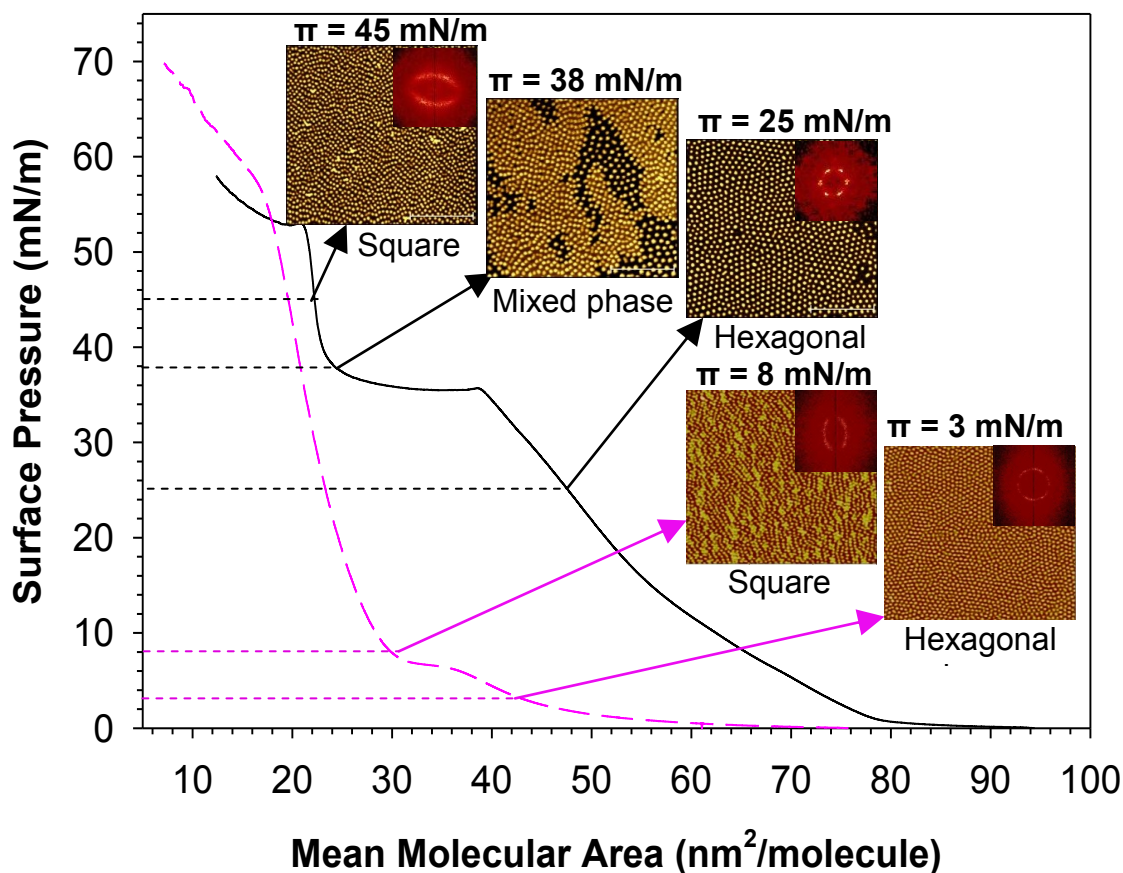 π = 45 mN/m
Square
π = 38 mN/m
Mixed phase
π = 25 mN/m
Hexagonal
π = 8 mN/m
Square
π = 3 mN/m
Hexagonal
Surface Pressure (mN/m)
70
60
50
40
30
20
10
0
10 20 30 40 50 60 70 80 90 100
Mean Molecular Area (nm²/molecule)